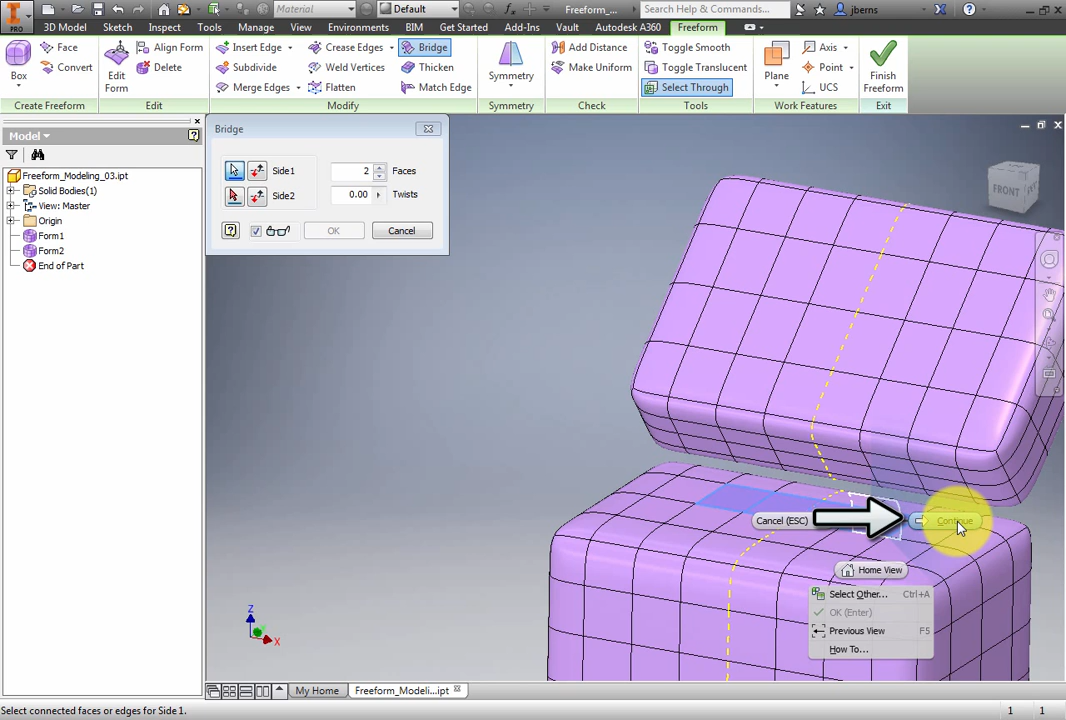 Material
Default
Freeform_...
Search Help & Commands...
jberns
PRO
3D Model
Sketch
Inspect
Tools
Manage
View
Environments
BIM
Get Started
Add-Ins
Vault
Autodesk A360
Freeform
Box
Face
Convert
Create Freeform
Edit Form
Align Form
Delete
Edit
Insert Edge
Subdivide
Merge Edges
Crease Edges
Weld Vertices
Flatten
Bridge
Thicken
Match Edge
Modify
Symmetry
Symmetry
Add Distance
Make Uniform
Check
Toggle Smooth
Toggle Translucent
Select Through
Tools
Plane
Axis
Point
UCS
Work Features
Finish Freeform
Exit
Model
Freeform_Modeling_03.ipt
Solid Bodies(1)
View: Master
Origin
Form1
Form2
End of Part
Bridge
Side1
2
Faces
Side2
0.00
Twists
OK
Cancel
FRONT
Cancel (ESC)
Continue
Home View
Select Other... Ctrl+A
OK (Enter)
Previous View F5
How To...
Z
Y
X
My Home
Freeform_Modeli...ipt
Select connected faces or edges for Side1.
1 1